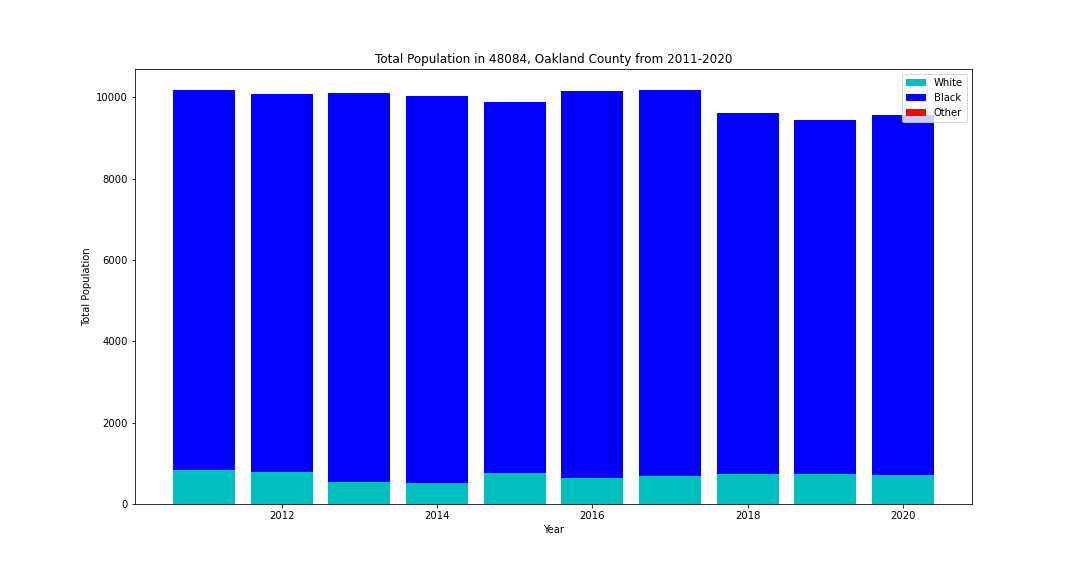 Total Population in 48084, Oakland County from 2011-2020
White
Black
Other
10000
8000
6000
4000
2000
0
Total Population
2012
2014
2016
2018
2020
Year